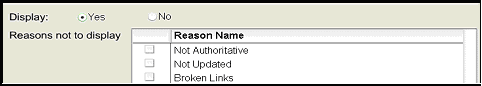 Display: Yes No
Reasons not to display Reason Name
Not Authoritative
Not Updated
Broken Links